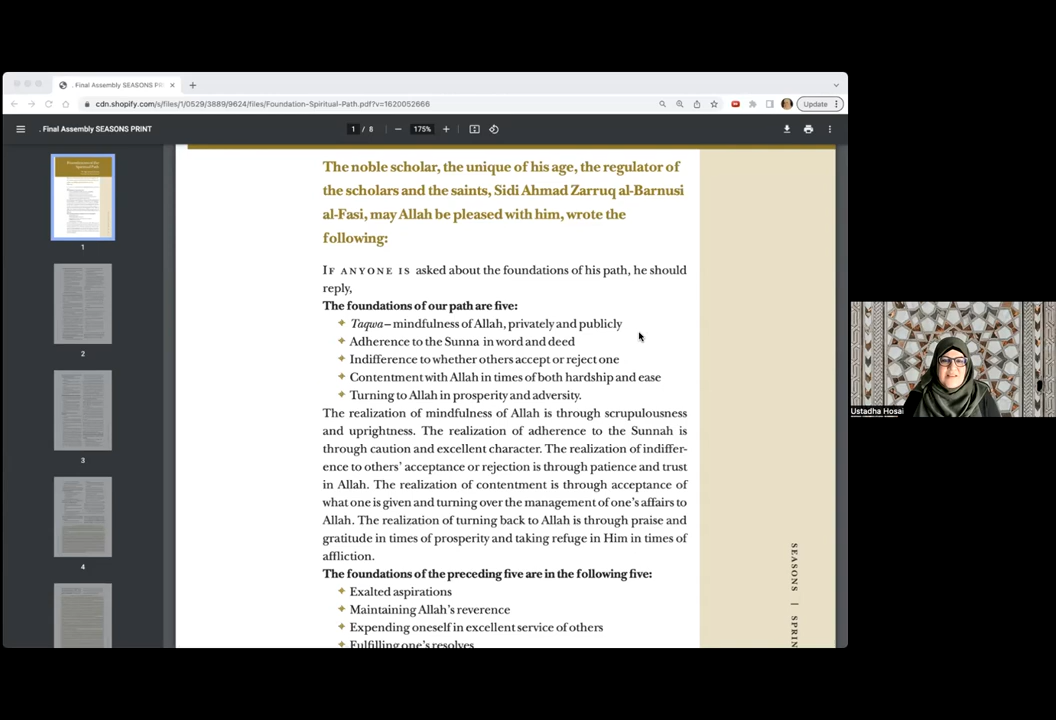 . Final Assembly SEASONS PRI
cdn.shopify.com/s/files/1/0529/3889/9624/files/Foundation-Spiritual-Path.pdf?v=1620052666
Update
. Final Assembly SEASONS PRINT
1 / 8
175%
1
2
3
4
The noble scholar, the unique of his age, the regulator of
the scholars and the saints, Sidi Ahmad Zarruq al-Barnusi
al-Fasi, may Allah be pleased with him, wrote the
following:
IF ANYONE IS asked about the foundations of his path, he should
reply,
The foundations of our path are five:
Taqwa– mindfulness of Allah, privately and publicly
Adherence to the Sunna in word and deed
Indifference to whether others accept or reject one
Contentment with Allah in times of both hardship and ease
Turning to Allah in prosperity and adversity.
The realization of mindfulness of Allah is through scrupulousness
and uprightness. The realization of adherence to the Sunnah is
through caution and excellent character. The realization of indiffer-
ence to others' acceptance or rejection is through patience and trust
in Allah. The realization of contentment is through acceptance of
what one is given and turning over the management of one's affairs to
Allah. The realization of turning back to Allah is through praise and
gratitude in times of prosperity and taking refuge in Him in times of
affliction.
The foundations of the preceding five are in the following five:
Exalted aspirations
Maintaining Allah's reverence
Expending oneself in excellent service of others
Fulfilling one's resolves
SEASONS | SPRIN
Ustadha Hosai